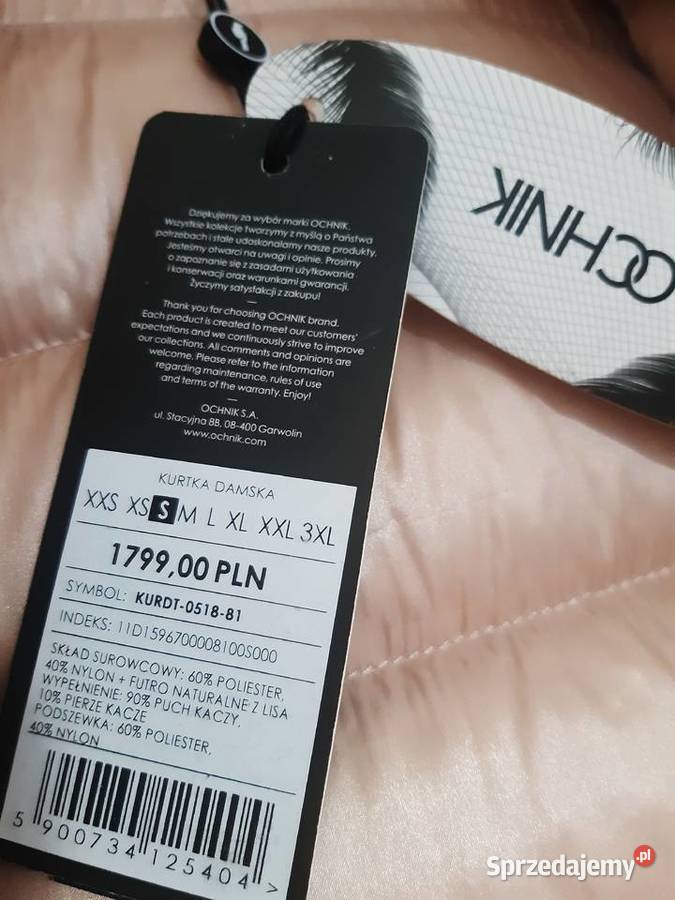 OCHNIK
Dziękujemy za wybór marki OCHNIK.
Wszystkie kolekcje tworzymy z myślą o Państwa
potrzebach i stale udoskonalamy nasze produkty.
Jesteśmy otwarci na uwagi i opinie. Prosimy
o zapoznanie się z zasadami użytkowania
i konserwacji oraz warunkami gwarancji.
Życzymy satysfakcji z zakupu!
Thank you for choosing OCHNIK brand.
Each product is created to meet our customers'
expectations and we continuously strive to improve
our collections. All comments and opinions are
welcome. Please refer to the information
regarding maintenance, rules of use
and terms of the warranty. Enjoy!
OCHNIK S.A.
ul. Stacyjna 8B, 08-400 Garwolin
www.ochnik.com
KURTKA DAMSKA
XXS XS S M L XL XXL 3XL
1799,00 PLN
SYMBOL: KURDT-0518-81
INDEKS: 11D1596700008100S000
SKŁAD SUROWCOWY: 60% POLIESTER,
40% NYLON + FUTRO NATURALNE Z LISA
WYPEŁNIENIE: 90% PUCH KACZY,
10% PIERZE KACZE
PODSZEWKA: 60% POLIESTER,
40% NYLON
5 900734 125404 >
Sprzedajemy.pl